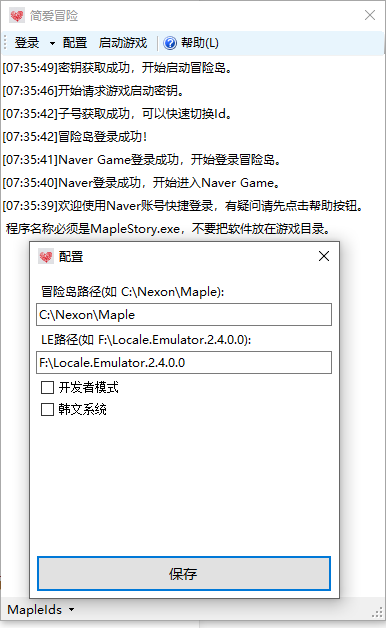 简爱冒险
登录 配置 启动游戏 帮助(L)
[07:35:49]密钥获取成功，开始启动冒险岛。
[07:35:46]开始请求游戏启动密钥。
[07:35:42]子号获取成功，可以快速切换Id。
[07:35:42]冒险岛登录成功！
[07:35:41]Naver Game登录成功，开始登录冒险岛。
[07:35:40]Naver登录成功，开始进入Naver Game。
[07:35:39]欢迎使用Naver账号快捷登录，有疑问请先点击帮助按钮。
程序名称必须是MapleStory.exe，不要把软件放在游戏目录。
配置
冒险岛路径(如 C:\Nexon\Maple):
C:\Nexon\Maple
LE路径(如 F:\Locale.Emulator.2.4.0.0):
F:\Locale.Emulator.2.4.0.0
开发者模式
韩文系统
保存
MapleIds